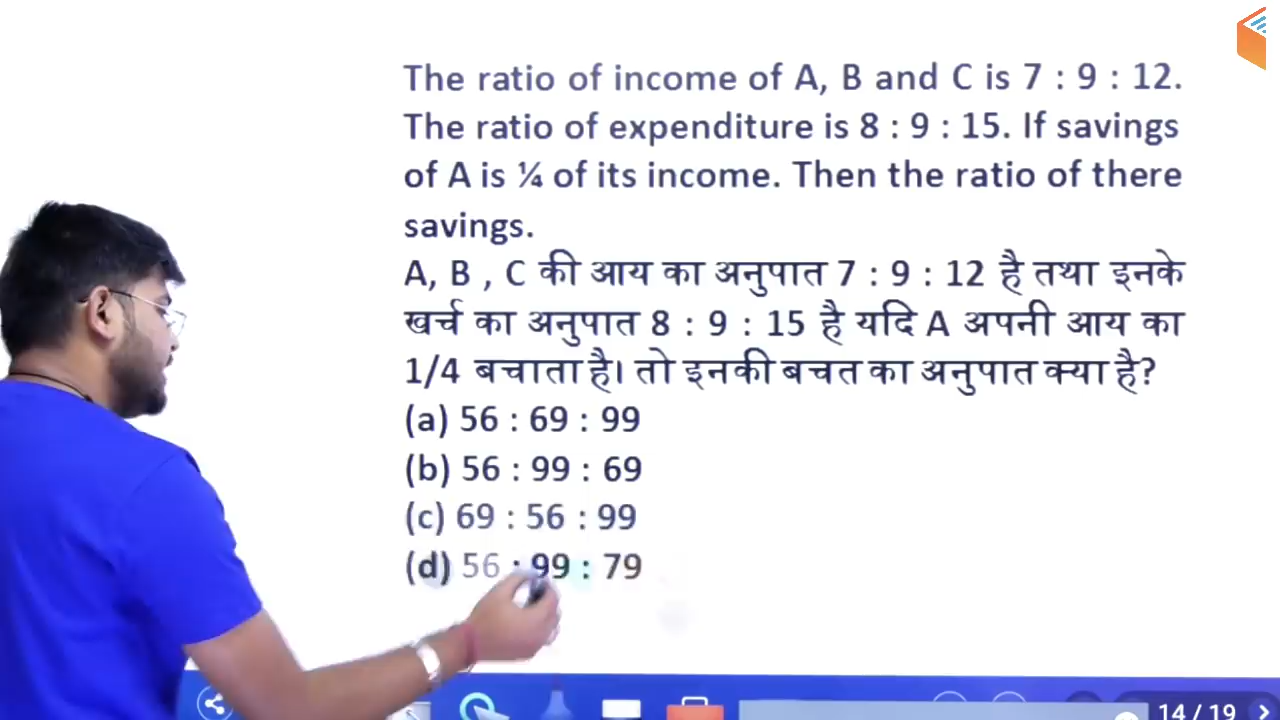 The ratio of income of A, B and C is 7 : 9 : 12.
The ratio of expenditure is 8 : 9 : 15. If savings
of A is ¼ of its income. Then the ratio of there
savings.
A, B , C की आय का अनुपात 7 : 9 : 12 है तथा इनके
खर्च का अनुपात 8 : 9 : 15 है यदि A अपनी आय का
1/4 बचाता है। तो इनकी बचत का अनुपात क्या है?
(a) 56 : 69 : 99
(b) 56 : 99 : 69
(c) 69 : 56 : 99
(d) 56 : 99 : 79
14 / 19